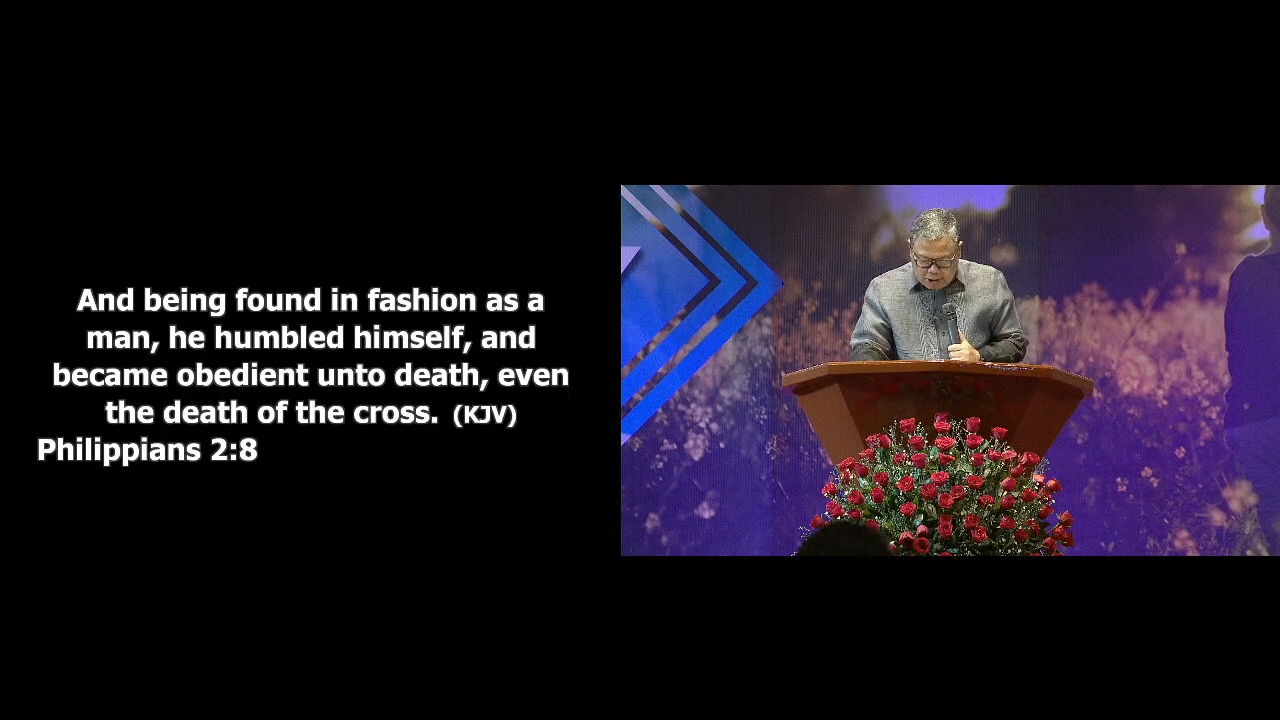 And being found in fashion as a
man, he humbled himself, and
became obedient unto death, even
the death of the cross. (KJV)
Philippians 2:8